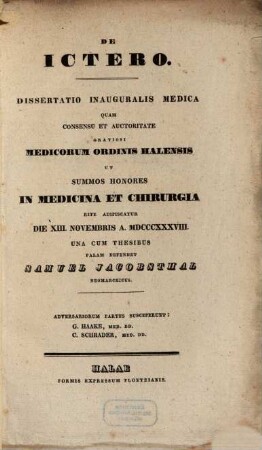 DE
ICTERO.
DISSERTATIO INAUGURALIS MEDICA
QUAM
CONSENSU ET AUCTORITATE
GRATIOSI
MEDICORUM ORDINIS HALENSIS
UT
SUMMOS HONORES
IN MEDICINA ET CHIRURGIA
RITE ADIPISCATUR
DIE XIII. NOVEMBRIS A. MDCCCXXXVIII.
UNA CUM THESIBUS
PALAM DEFENDET
SAMUEL JACOBSTHAL
NEOMARCHICUS.
ADVERSARIORUM PARTES SUSCIPIENT:
G. HAAKE, MED. DD.
C. SCHRADER, MED. DD.
HALAE
FORMIS EXPRESSUM PLOETZIANIS.